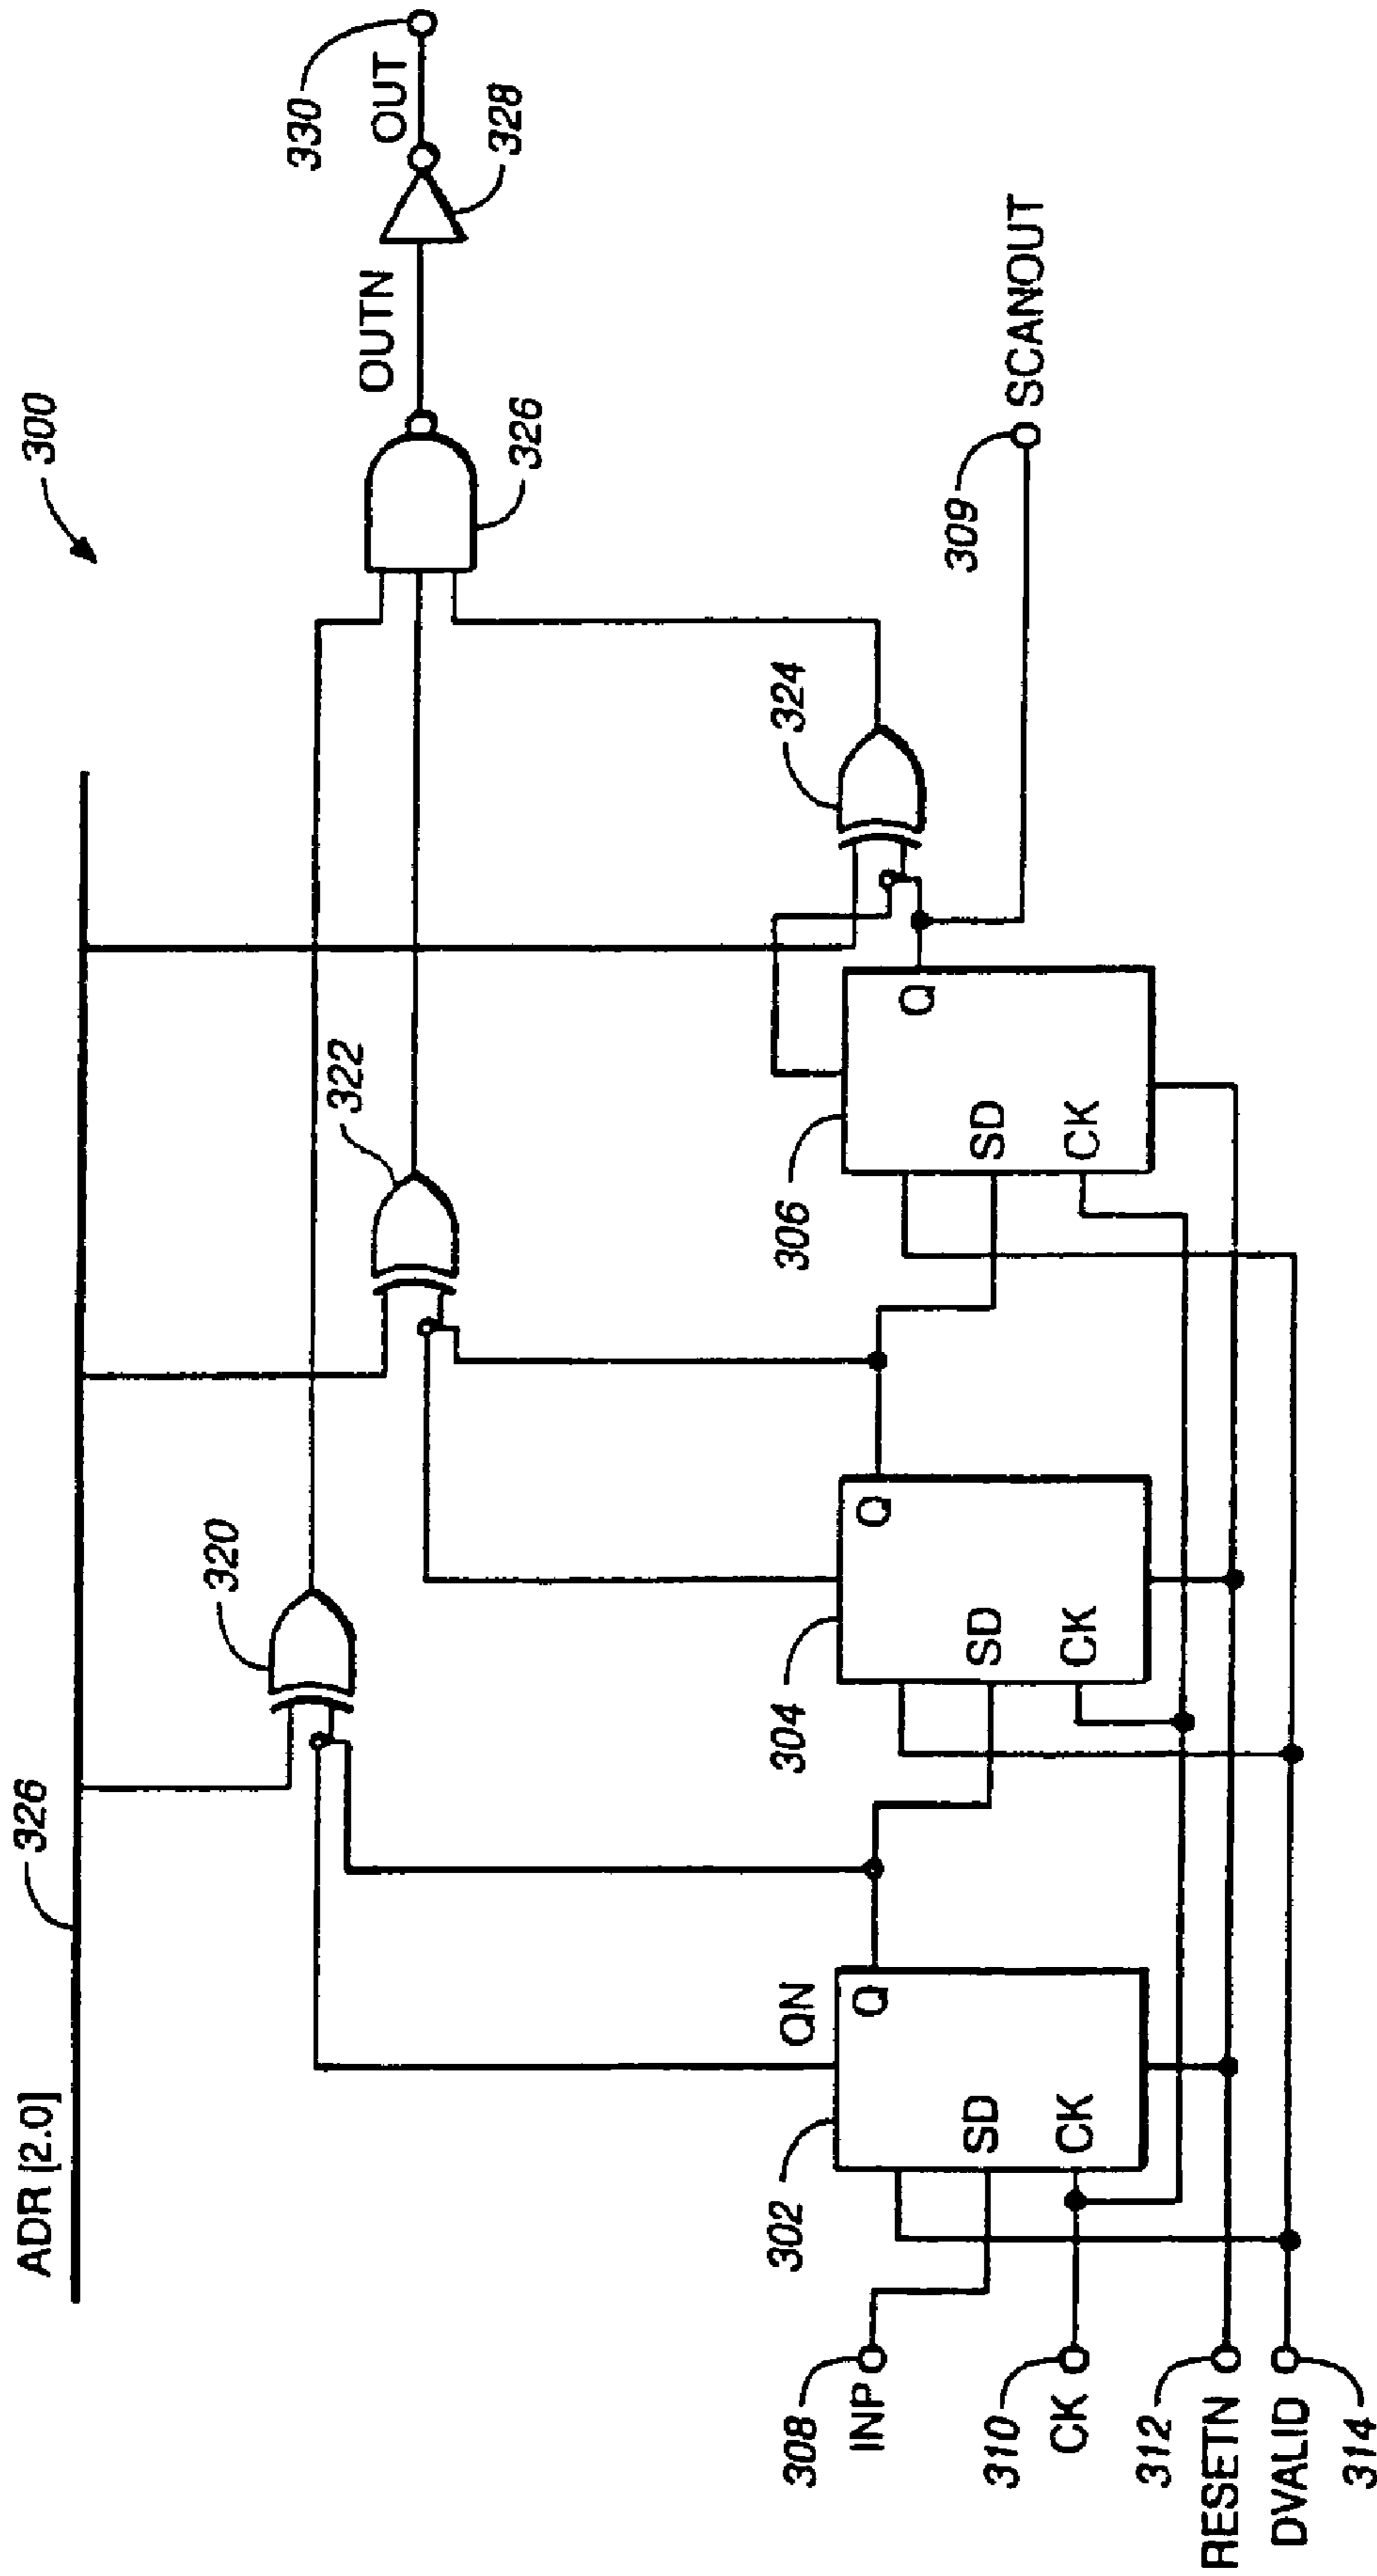 300
ADR [2.0]
326
320
322
324
326
OUTN
328
OUT
330
302
QN
Q
SD
CK
304
Q
SD
CK
306
Q
SD
CK
309
SCANOUT
308
INP
310
CK
312
RESETN
DVALID
314